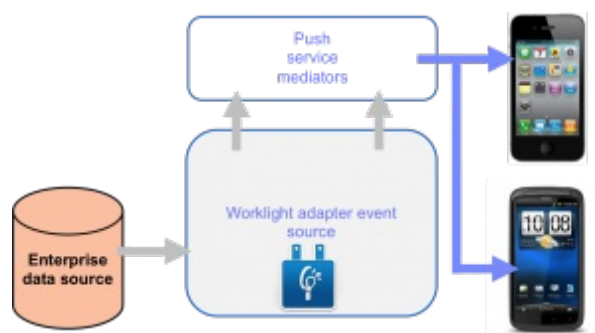 Push
service
mediators
Worklight adapter event
source
Enterprise
data source
10 08